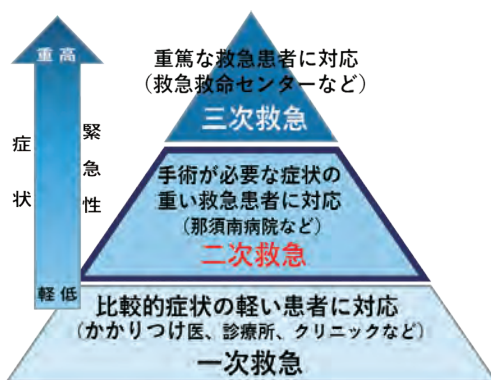 重 高
症状
緊急性
軽 低
重篤な救急患者に対応
（救急救命センターなど）
三次救急
手術が必要な症状の
重い救急患者に対応
（那須南病院など）
二次救急
比較的症状の軽い患者に対応
（かかりつけ医、診療所、クリニックなど）
一次救急